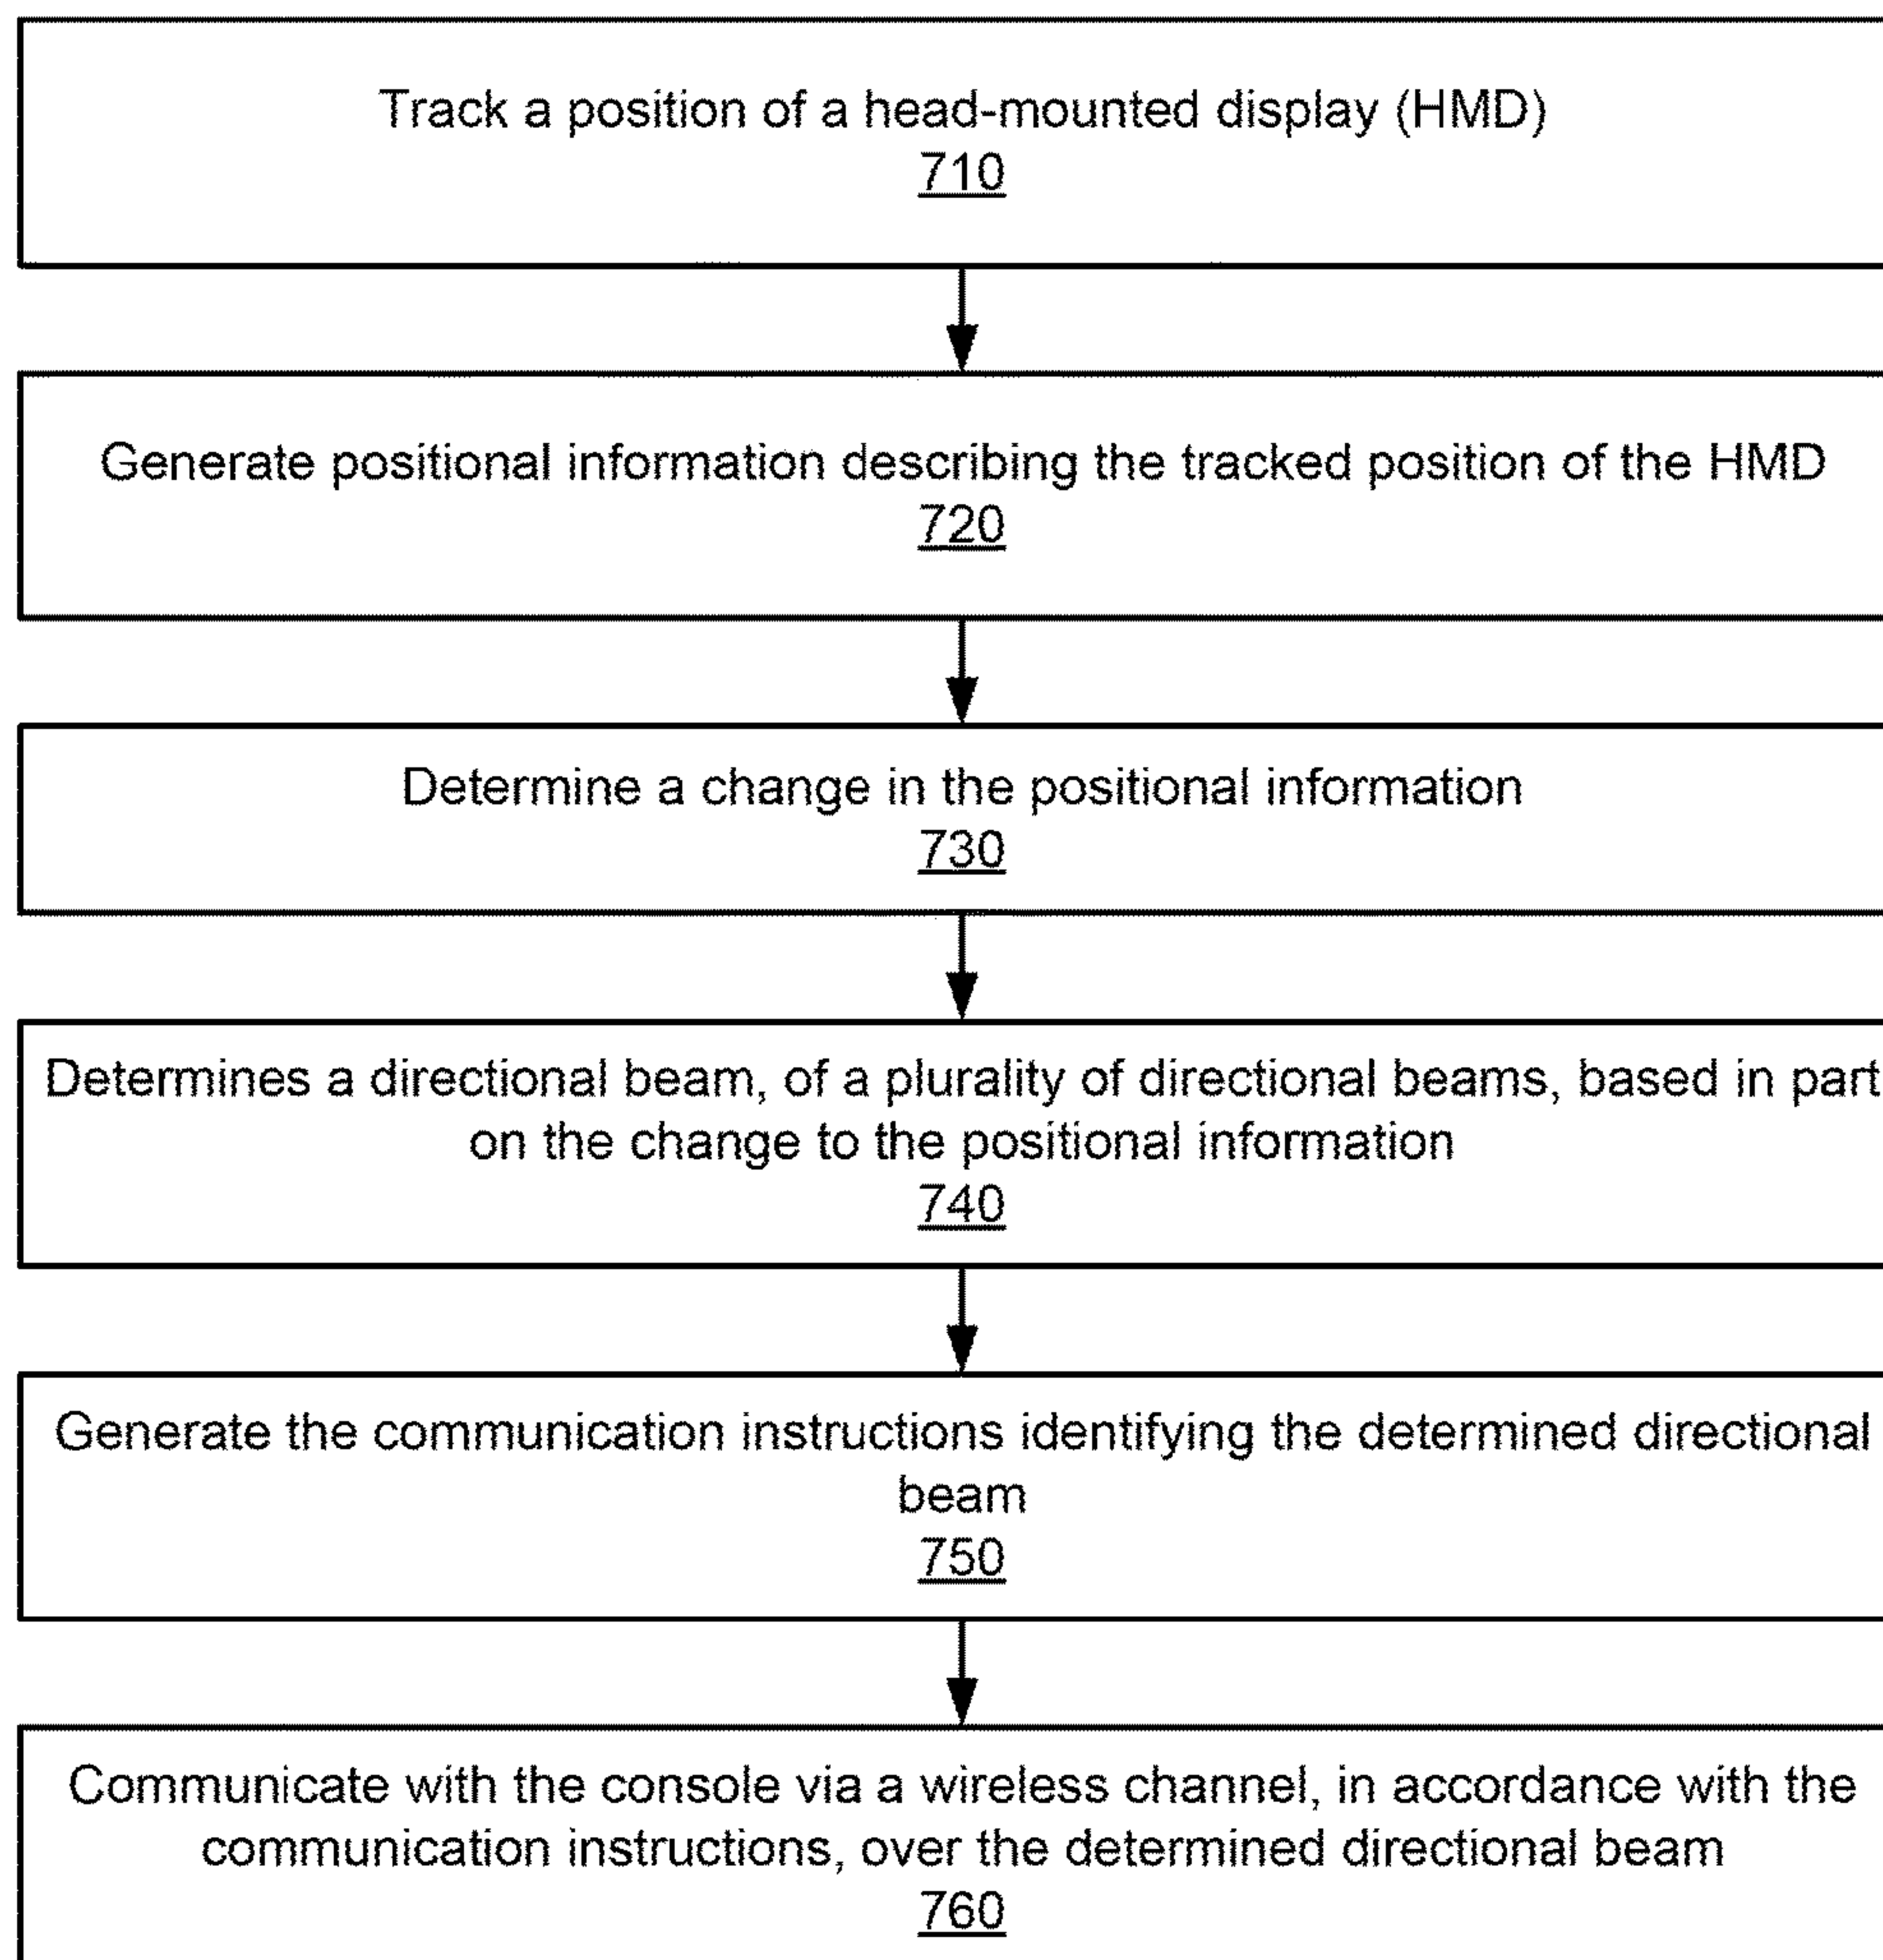 Track a position of a head-mounted display (HMD)
710
Generate positional information describing the tracked position of the HMD
720
Determine a change in the positional information
730
Determines a directional beam, of a plurality of directional beams, based in part
on the change to the positional information
740
Generate the communication instructions identifying the determined directional
beam
750
Communicate with the console via a wireless channel, in accordance with the
communication instructions, over the determined directional beam
760